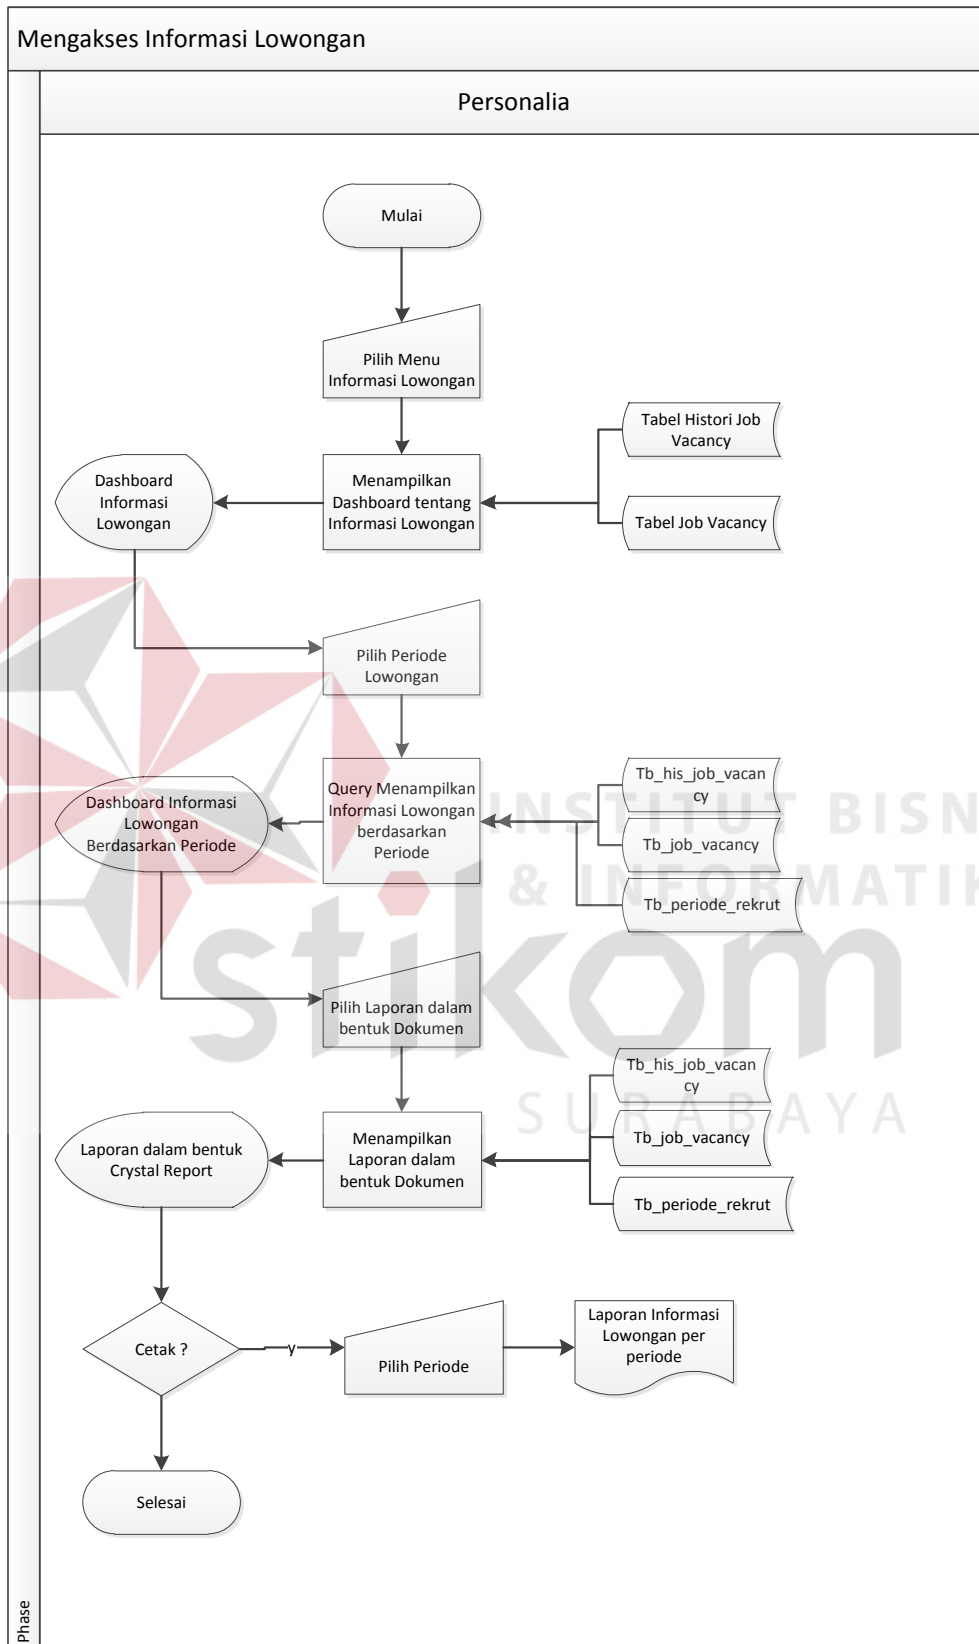 Mengakses Informasi Lowongan
Personalia
Mulai
Pilih Menu
Informasi Lowongan
Tabel Histori Job
Vacancy
Dashboard
Informasi
Lowongan
Menampilkan
Dashboard tentang
Informasi Lowongan
Tabel Job Vacancy
Pilih Periode
Lowongan
Tb_his_job_vacan
cy
Dashboard Informasi
Lowongan
Berdasarkan Periode
Query Menampilkan
Informasi Lowongan
berdasarkan
Periode
Tb_job_vacancy
Tb_periode_rekrut
INSTITUT BISN
& INFORMATIK
stikom
SURABAYA
Pilih Laporan dalam
bentuk Dokumen
Tb_his_job_vacan
cy
Laporan dalam bentuk
Crystal Report
Menampilkan
Laporan dalam
bentuk Dokumen
Tb_job_vacancy
Tb_periode_rekrut
Cetak ?
y
Pilih Periode
Laporan Informasi
Lowongan per
periode
Selesai
Phase